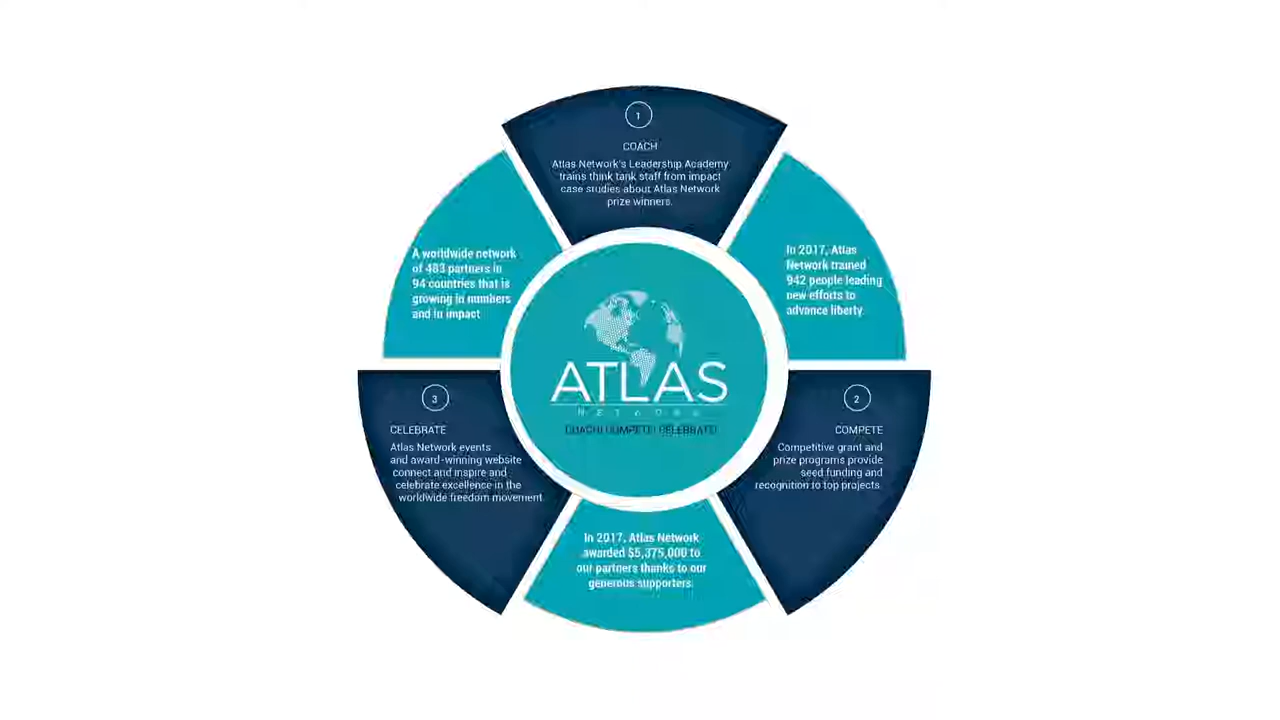 1
COACH
Atlas Network's Leadership Academy
trains think tank staff from impact
case studies about Atlas Network
prize winners.
In 2017, Atlas
Network trained
942 people leading
new efforts to
advance liberty.
2
COMPETE
Competitive grant and
prize programs provide
seed funding and
recognition to top projects.
In 2017, Atlas Network
awarded $5,375,000 to
our partners thanks to our
generous supporters.
3
CELEBRATE
Atlas Network events
and award-winning website
connect and inspire and
celebrate excellence in the
worldwide freedom movement
A worldwide network
of 483 partners in
94 countries that is
growing in numbers
and in impact
ATLAS
NETWORK
COACH! COMPETE! CELEBRATE!